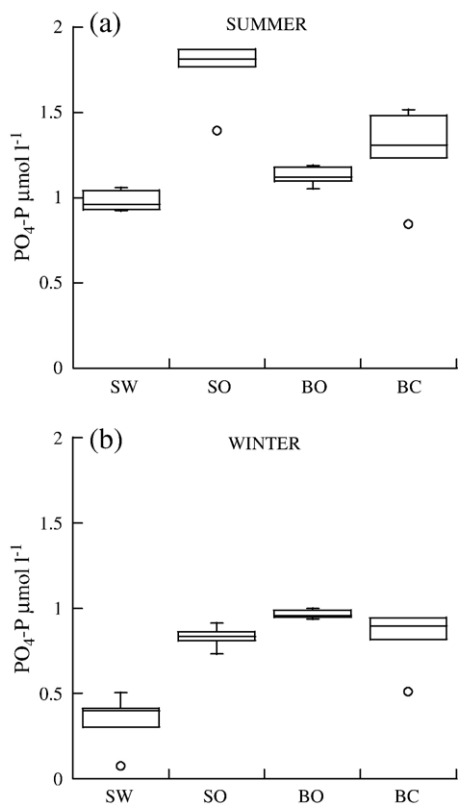 (a) SUMMER
2
1.5
1
0.5
0
PO₄-P µmol l⁻¹
SW SO BO BC
(b) WINTER
2
1.5
1
0.5
0
PO₄-P µmol l⁻¹
SW SO BO BC